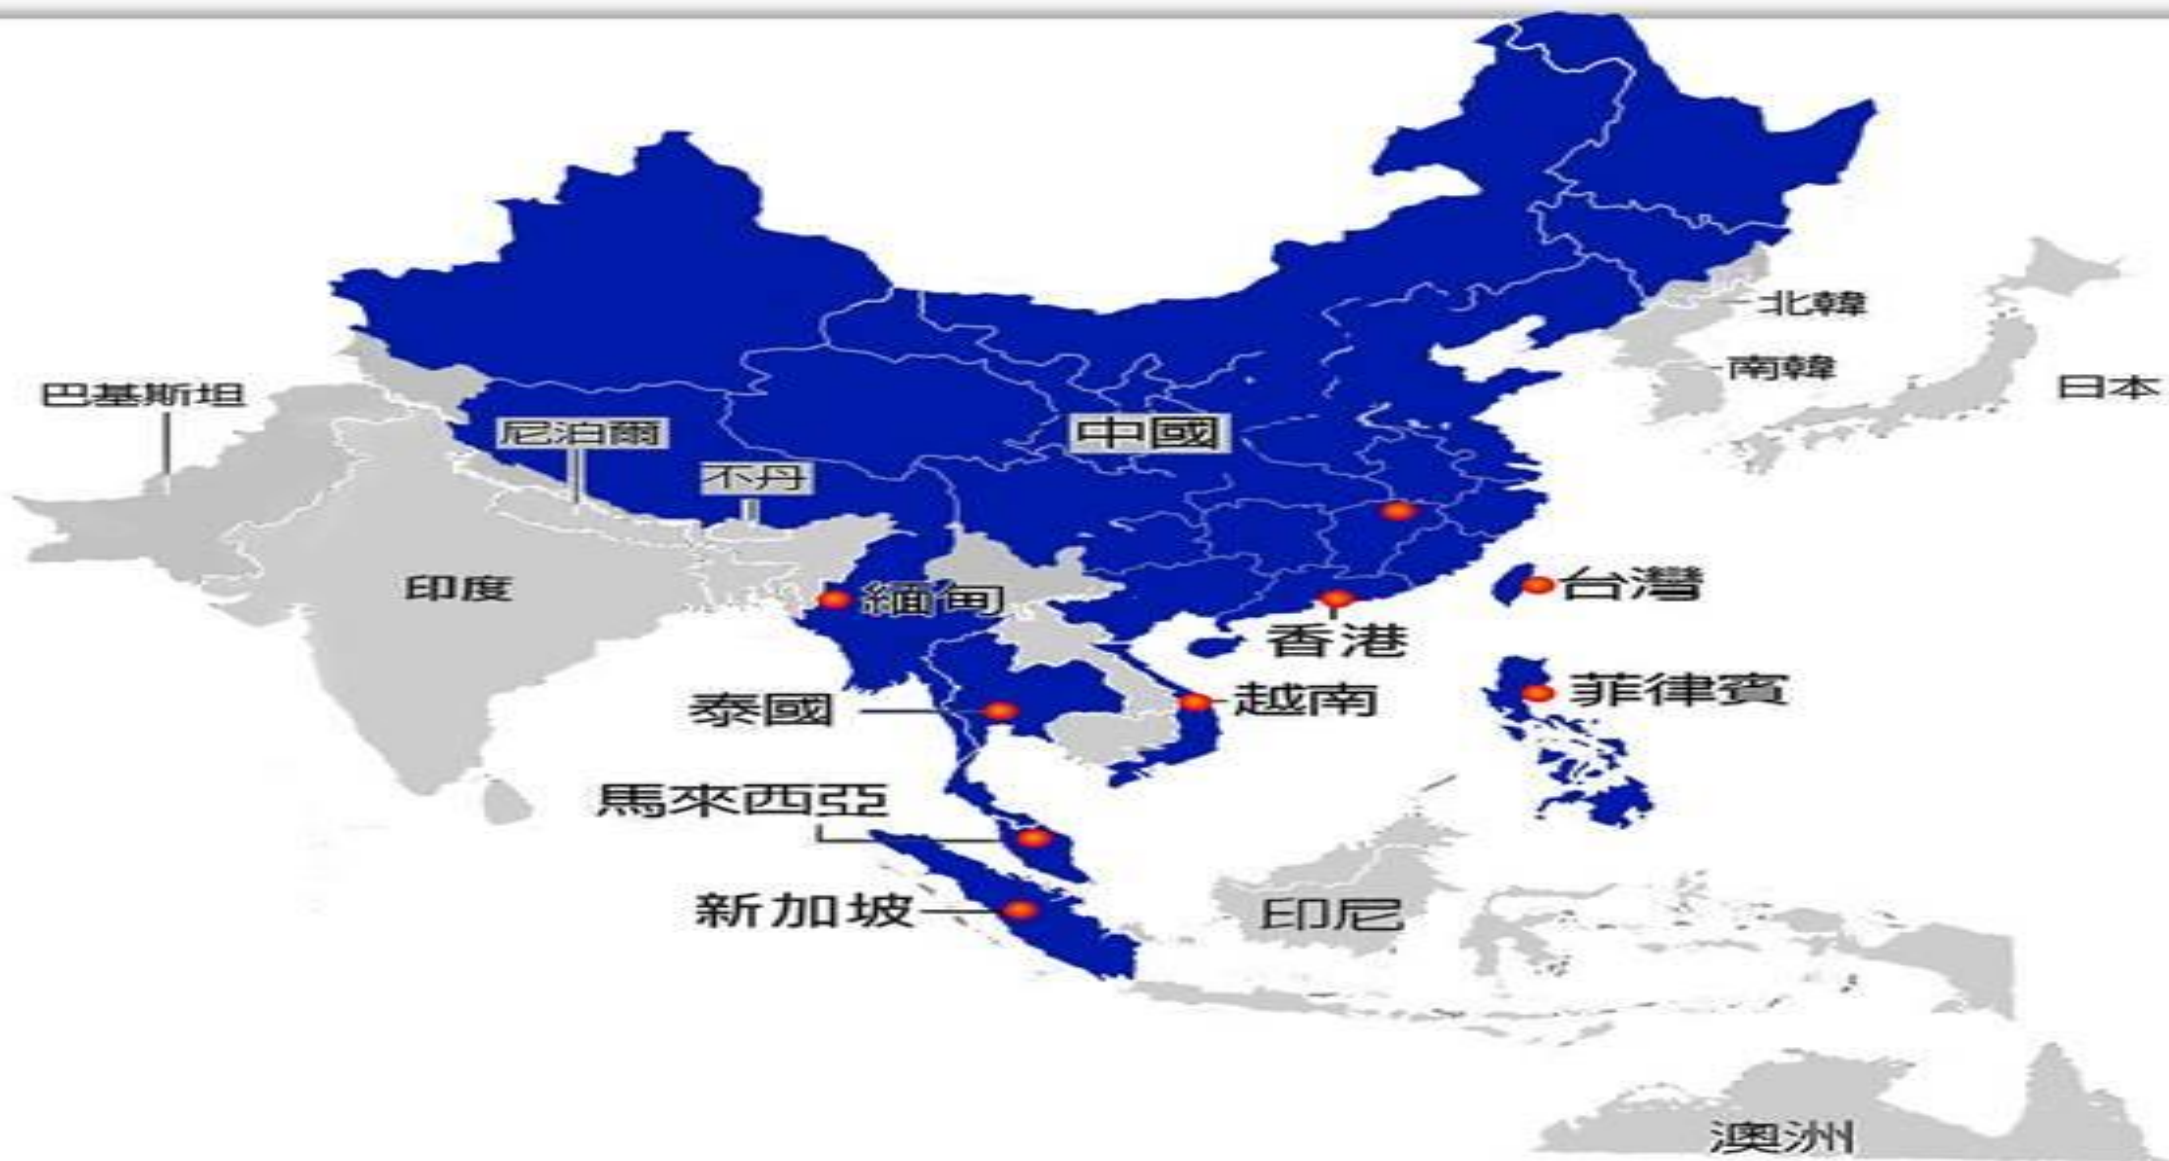 北韓
南韓
日本
巴基斯坦
尼泊爾
中國
不丹
印度
緬甸
台灣
香港
泰國
越南
菲律賓
馬來西亞
新加坡
印尼
澳洲